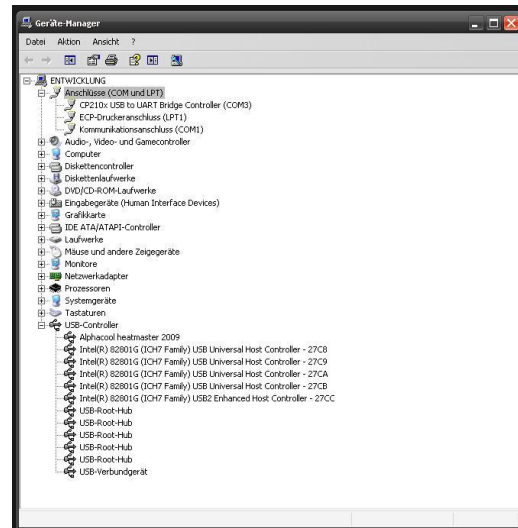 Geräte-Manager
Datei Aktion Ansicht ?
ENTWICKLUNG
Anschlüsse (COM und LPT)
CP210x USB to UART Bridge Controller (COM3)
ECP-Druckeranschluss (LPT1)
Kommunikationsanschluss (COM1)
Audio-, Video- und Gamecontroller
Computer
Diskettencontroller
Diskettenlaufwerke
DVD/CD-ROM-Laufwerke
Eingabegeräte (Human Interface Devices)
Grafikkarte
IDE ATA/ATAPI-Controller
Laufwerke
Mäuse und andere Zeigegeräte
Monitore
Netzwerkadapter
Prozessoren
Systemgeräte
Tastaturen
USB-Controller
Alphacool heatmaster 2009
Intel(R) 82801G (ICH7 Family) USB Universal Host Controller - 27C8
Intel(R) 82801G (ICH7 Family) USB Universal Host Controller - 27C9
Intel(R) 82801G (ICH7 Family) USB Universal Host Controller - 27CA
Intel(R) 82801G (ICH7 Family) USB Universal Host Controller - 27CB
Intel(R) 82801G (ICH7 Family) USB2 Enhanced Host Controller - 27CC
USB-Root-Hub
USB-Root-Hub
USB-Root-Hub
USB-Root-Hub
USB-Root-Hub
USB-Verbundgerät